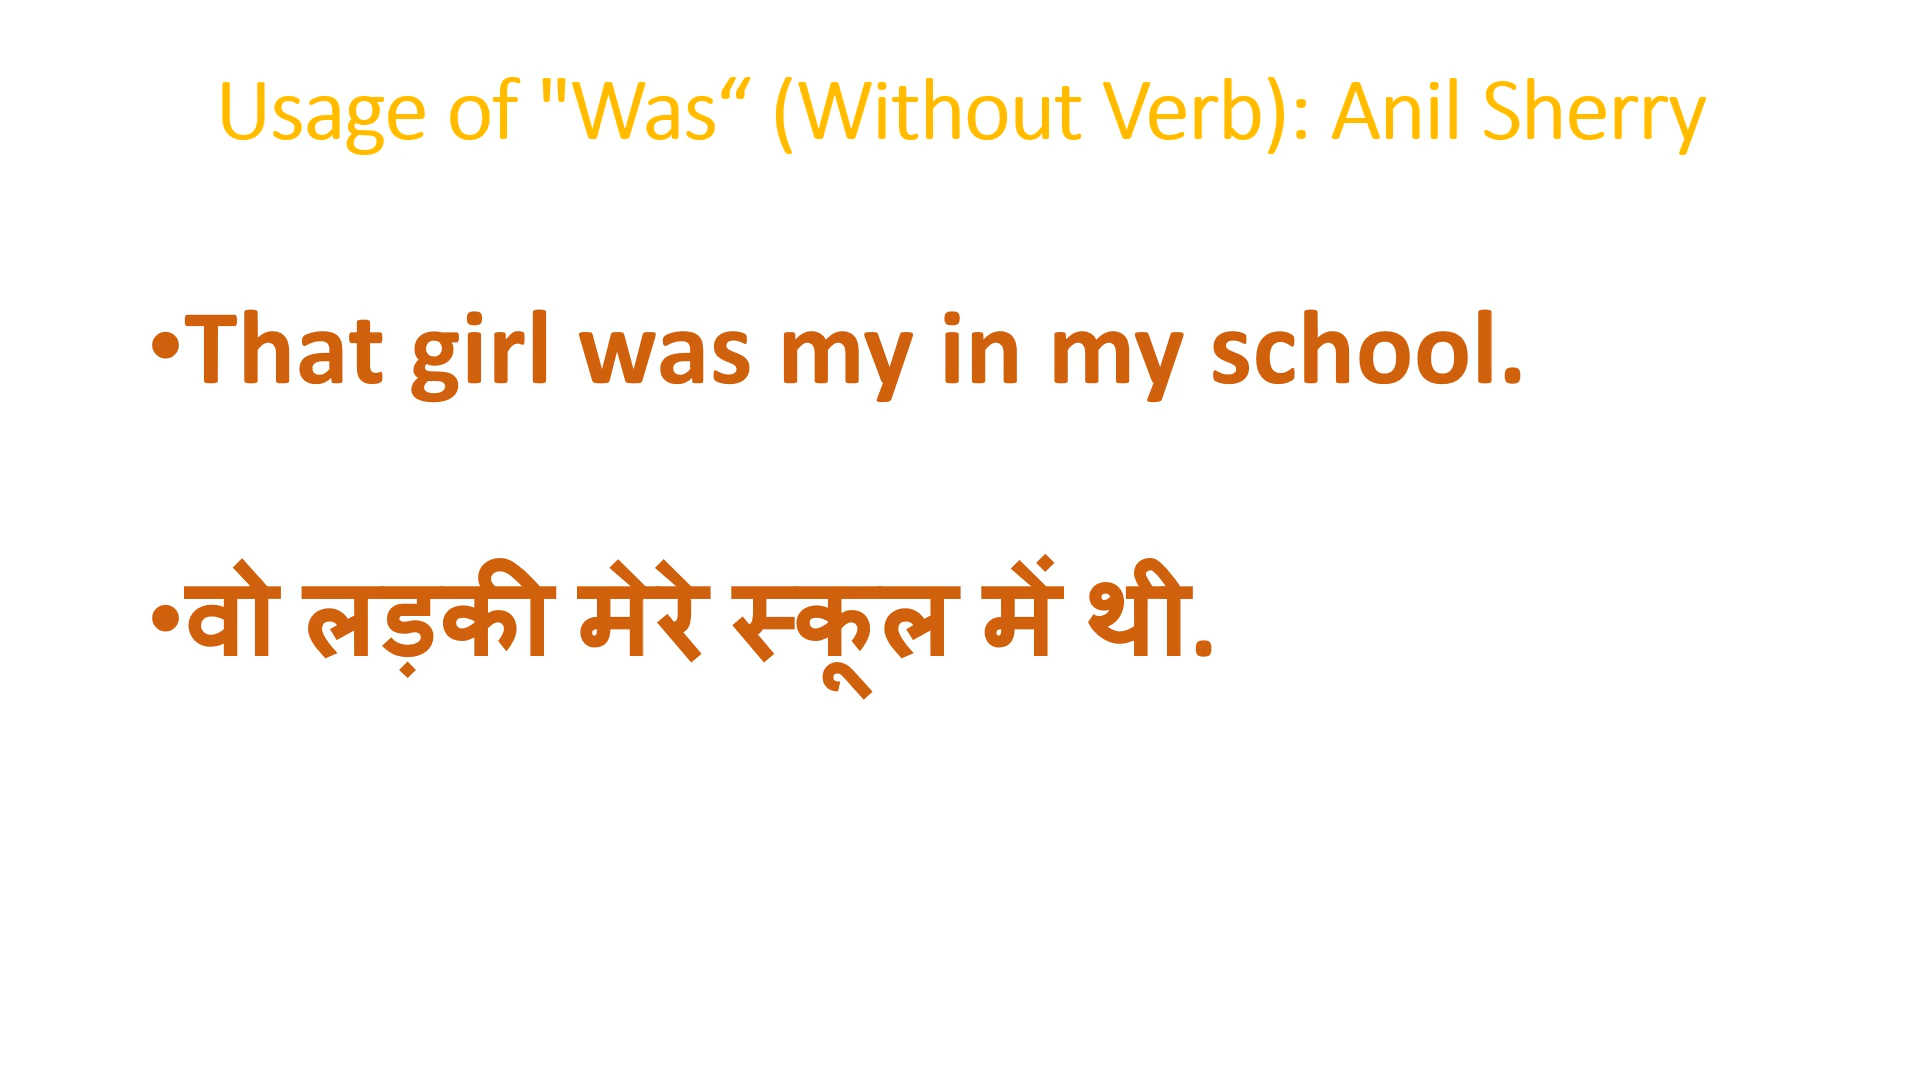 Usage of "Was“ (Without Verb): Anil Sherry
•That girl was my in my school.
•वो लड़की मेरे स्कूल में थी.